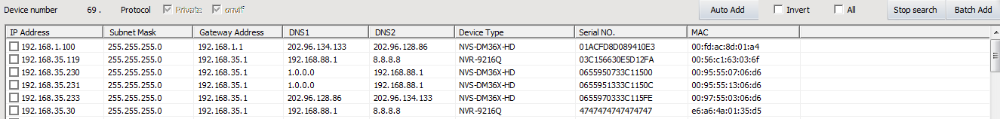 Device number 69 . Protocol Private onvif Auto Add Invert All Stop search Batch Add
IP Address Subnet Mask Gateway Address DNS1 DNS2 Device Type Serial NO. MAC
192.168.1.100 255.255.255.0 192.168.1.1 202.96.134.133 202.96.128.86 NVS-DM36X-HD 01ACFD8D089410E3 00:fd:ac:8d:01:a4
192.168.35.119 255.255.255.0 192.168.35.1 192.168.88.1 8.8.8.8 NVR-9216Q 03C156630E5D12FA 00:56:c1:63:03:6f
192.168.35.230 255.255.255.0 192.168.35.1 1.0.0.0 192.168.88.1 NVS-DM36X-HD 0655950733C11500 00:95:55:07:06:d6
192.168.35.231 255.255.255.0 192.168.35.1 1.0.0.0 192.168.88.1 NVS-DM36X-HD 0655951333C1150C 00:95:55:13:06:d6
192.168.35.233 255.255.255.0 192.168.35.1 202.96.128.86 202.96.134.133 NVS-DM36X-HD 0655970333C115FE 00:97:55:03:06:d6
192.168.35.30 255.255.255.0 192.168.35.1 192.168.88.1 8.8.8.8 NVR-9216Q 4747474747474747 e6:a6:4a:01:35:d5